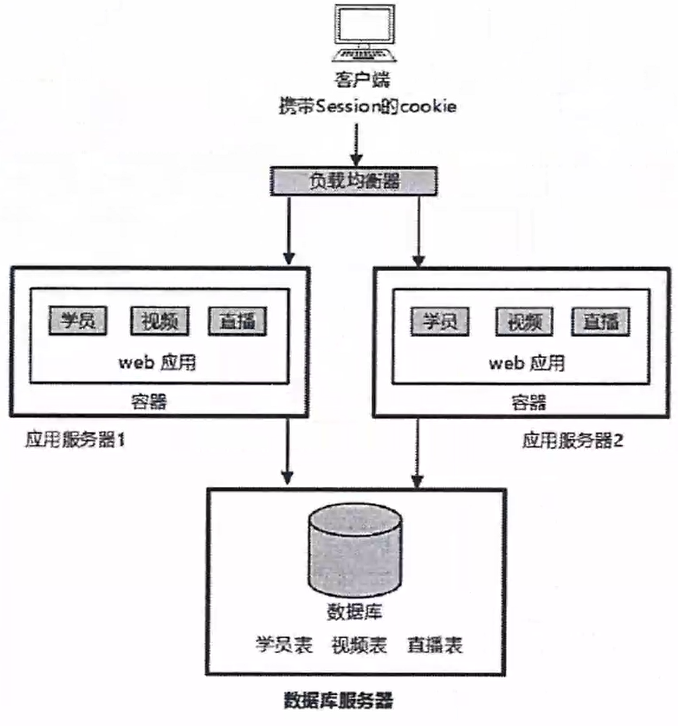 客户端
携带Session的cookie
负载均衡器
学员 视频 直播
web 应用
容器
应用服务器1
学员 视频 直播
web 应用
容器
应用服务器2
数据库
学员表 视频表 直播表
数据库服务器